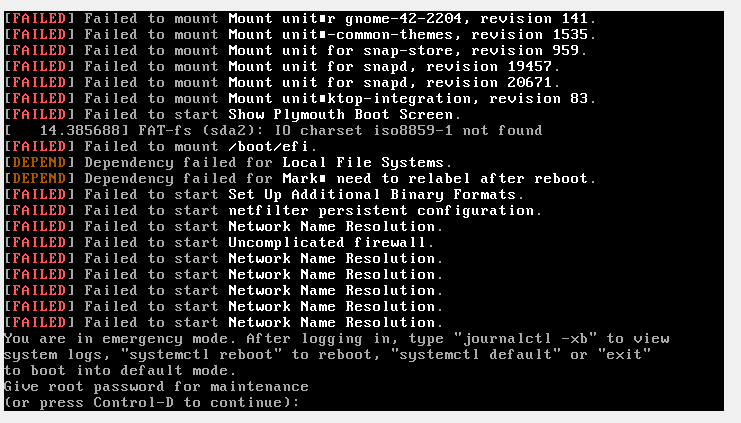 [FAILED] Failed to mount Mount unit■r gnome-42-2204, revision 141.
[FAILED] Failed to mount Mount unit■-common-themes, revision 1535.
[FAILED] Failed to mount Mount unit for snap-store, revision 959.
[FAILED] Failed to mount Mount unit for snapd, revision 19457.
[FAILED] Failed to mount Mount unit for snapd, revision 20671.
[FAILED] Failed to mount Mount unit■ktop-integration, revision 83.
[FAILED] Failed to start Show Plymouth Boot Screen.
[   14.385688] FAT-fs (sda2): IO charset iso8859-1 not found
[FAILED] Failed to mount /boot/efi.
[DEPEND] Dependency failed for Local File Systems.
[DEPEND] Dependency failed for Mark■ need to relabel after reboot.
[FAILED] Failed to start Set Up Additional Binary Formats.
[FAILED] Failed to start netfilter persistent configuration.
[FAILED] Failed to start Network Name Resolution.
[FAILED] Failed to start Uncomplicated firewall.
[FAILED] Failed to start Network Name Resolution.
[FAILED] Failed to start Network Name Resolution.
[FAILED] Failed to start Network Name Resolution.
[FAILED] Failed to start Network Name Resolution.
[FAILED] Failed to start Network Name Resolution.
You are in emergency mode. After logging in, type "journalctl -xb" to view
system logs, "systemctl reboot" to reboot, "systemctl default" or "exit"
to boot into default mode.
Give root password for maintenance
(or press Control-D to continue):